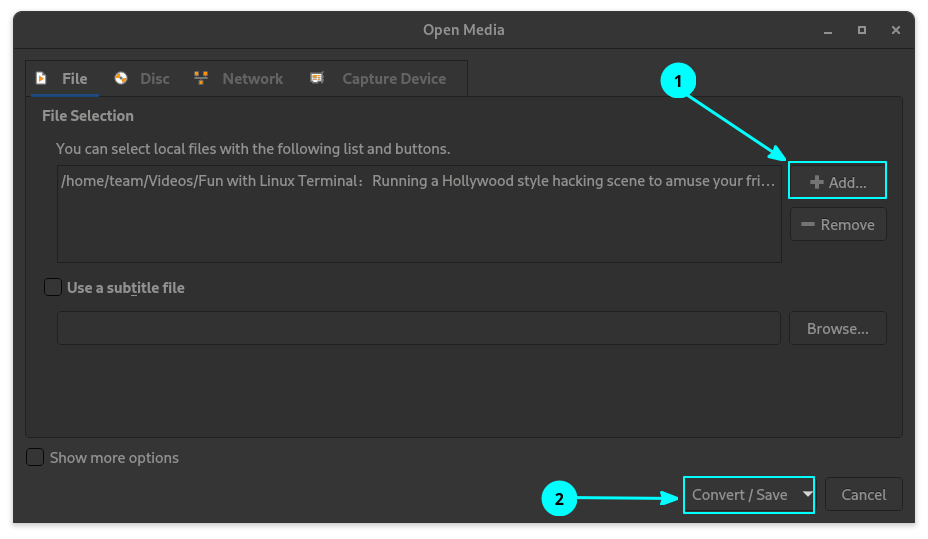 Open Media
File Disc Network Capture Device
1
File Selection
You can select local files with the following list and buttons.
/home/team/Videos/Fun with Linux Terminal：Running a Hollywood style hacking scene to amuse your fri...
Add...
Remove
Use a subtitle file
Browse...
Show more options
2
Convert / Save
Cancel